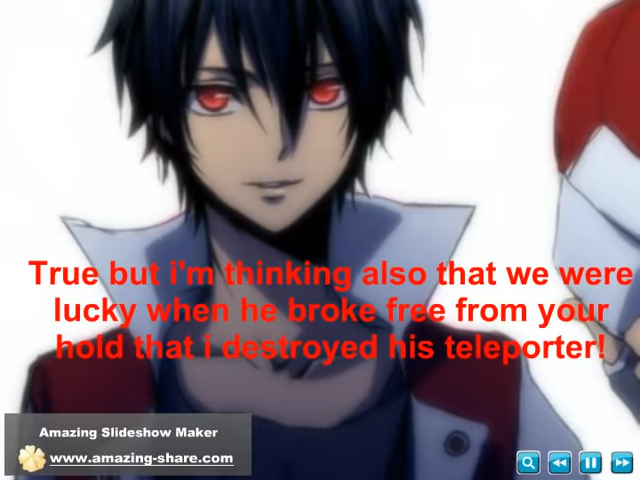 True but i'm thinking also that we were
lucky when he broke free from your
hold that i destroyed his teleporter!
Amazing Slideshow Maker
www.amazing-share.com